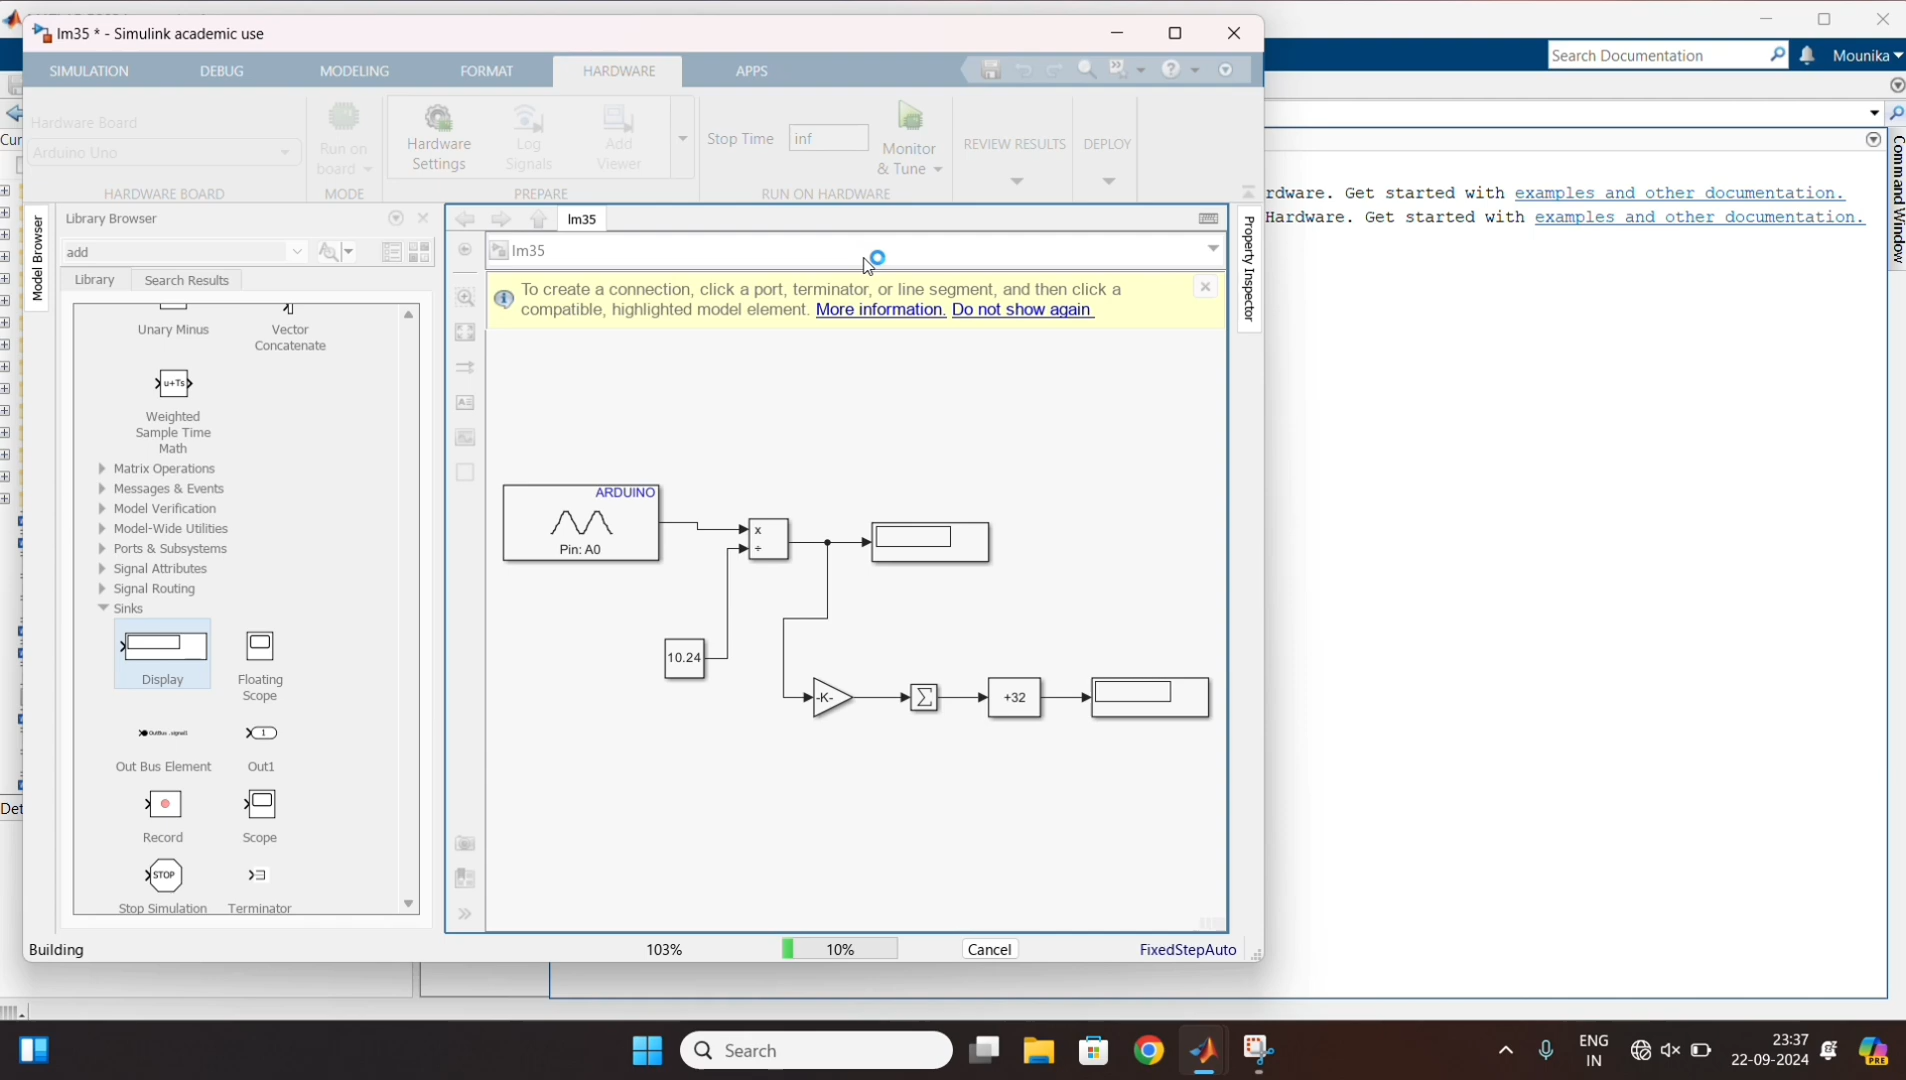 lm35 * - Simulink academic use
SIMULATION DEBUG MODELING FORMAT HARDWARE APPS
Search Documentation
Mounika
Hardware Board
Arduino Uno
HARDWARE BOARD
Run on
board
MODE
Hardware
Settings
Log
Signals
Add
Viewer
PREPARE
Stop Time inf
Monitor
& Tune
RUN ON HARDWARE
REVIEW RESULTS
DEPLOY
rdware. Get started with examples and other documentation.
Hardware. Get started with examples and other documentation.
Command Window
Cur
Det
Model Browser
Property Inspector
Library Browser
add
Library Search Results
Unary Minus
Vector
Concatenate
u+Ts
Weighted
Sample Time
Math
Matrix Operations
Messages & Events
Model Verification
Model-Wide Utilities
Ports & Subsystems
Signal Attributes
Signal Routing
Sinks
Display
Floating
Scope
Out Bus Element
1
Out1
Record
Scope
STOP
Stop Simulation
Terminator
lm35
lm35
To create a connection, click a port, terminator, or line segment, and then click a
compatible, highlighted model element. More information. Do not show again
ARDUINO
Pin: A0
x
÷
10.24
-K-
∑
+32
Building
103%
10%
Cancel
FixedStepAuto
Search
ENG
IN
23:37
22-09-2024
PRE